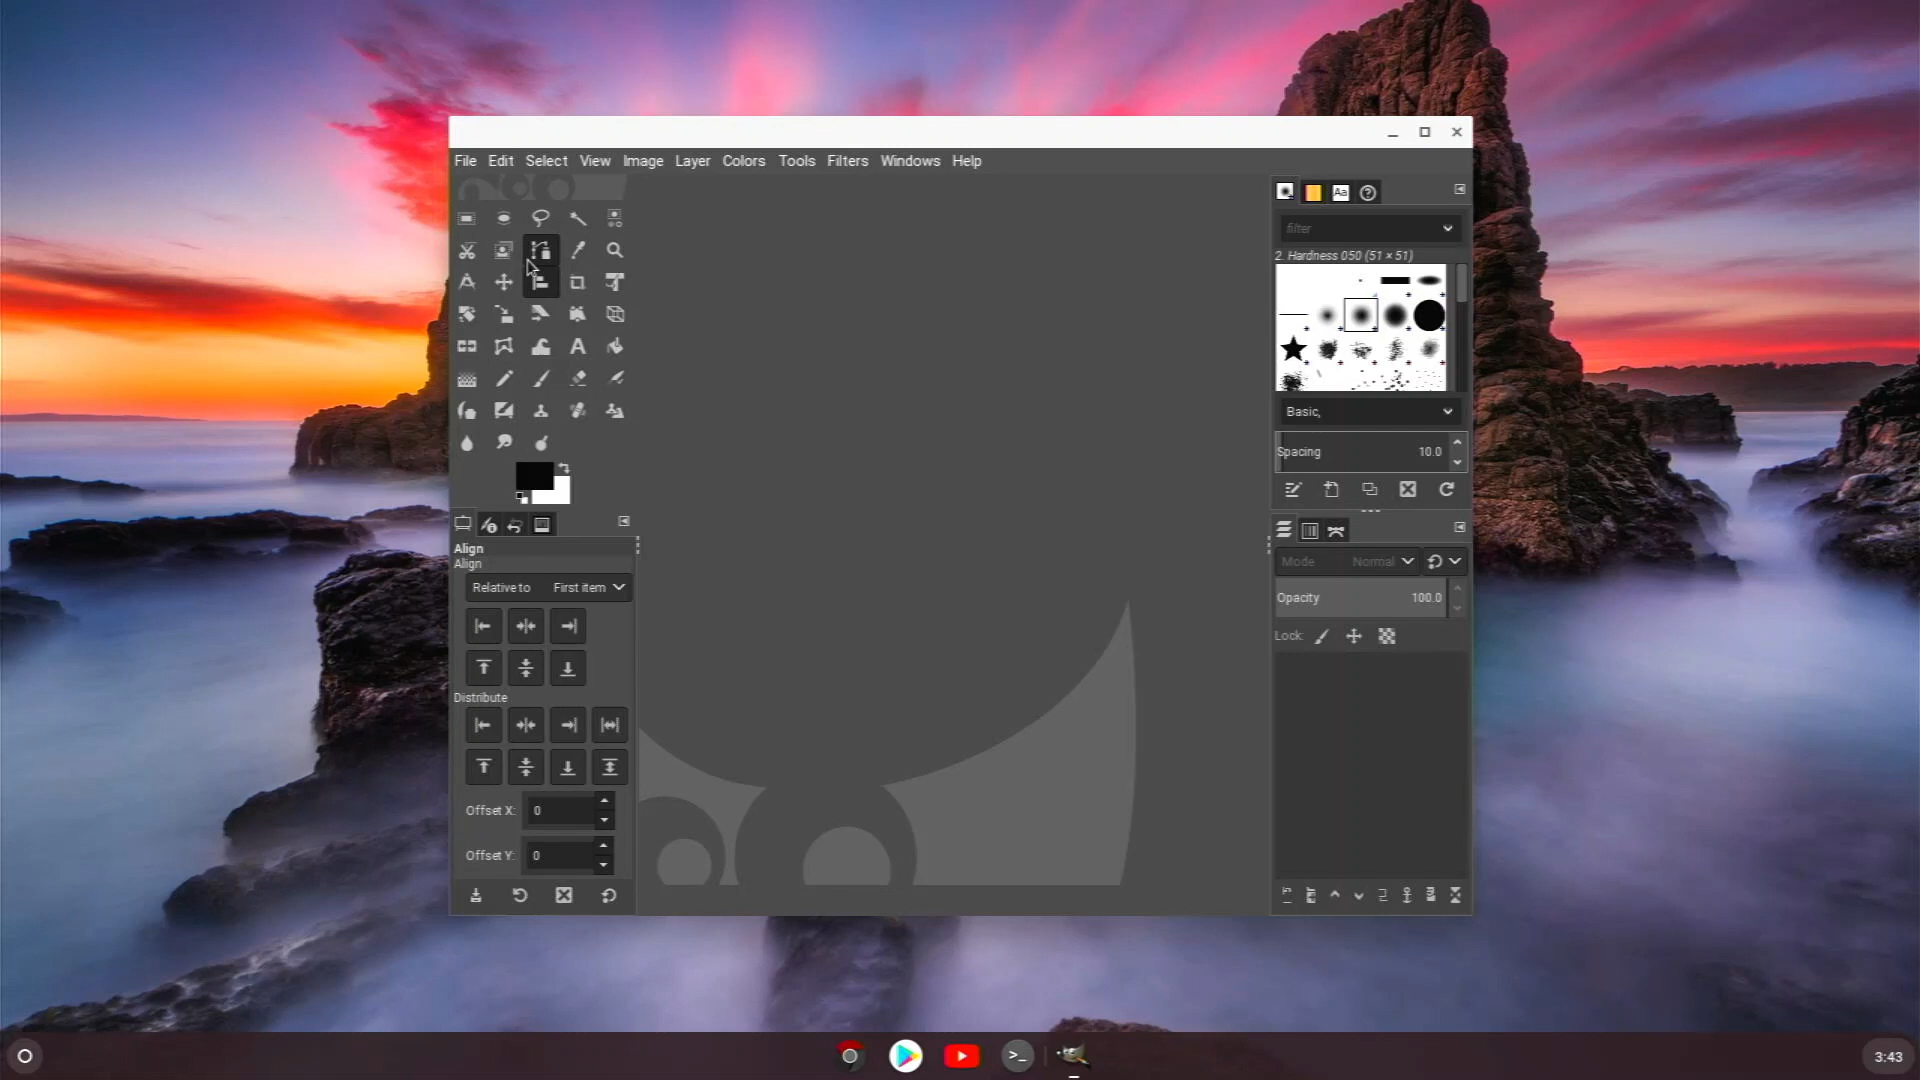 File Edit Select View Image Layer Colors Tools Filters Windows Help
Aa
filter
2. Hardness 050 (51 × 51)
Basic,
Spacing 10.0
Align
Align
Relative to First item
Distribute
Offset X: 0
Offset Y: 0
Mode Normal
Opacity 100.0
Lock:
3:43